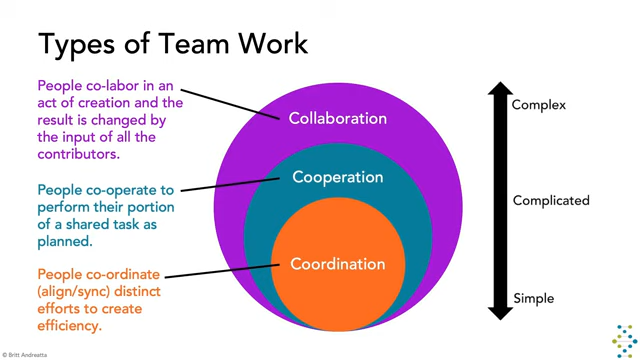 Types of Team Work
People co-labor in an
act of creation and the
result is changed by
the input of all the
contributors.
People co-operate to
perform their portion
of a shared task as
planned.
People co-ordinate
(align/sync) distinct
efforts to create
efficiency.
Collaboration
Cooperation
Coordination
Complex
Complicated
Simple
© Britt Andreatta